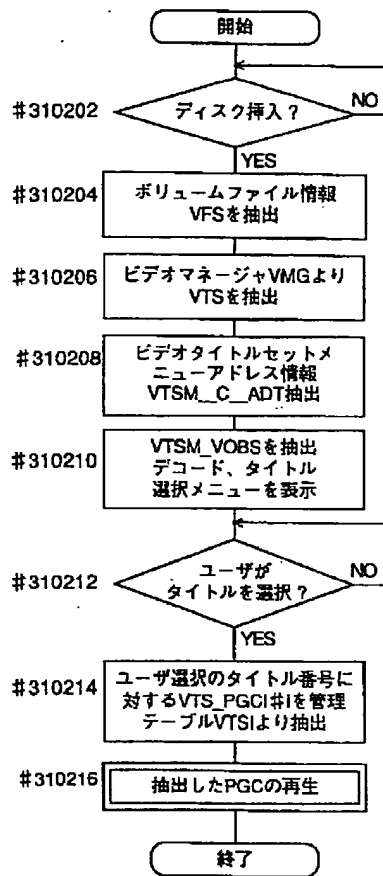 開始
#310202
ディスク挿入?
NO
YES
#310204
ボリュームファイル情報
VFSを抽出
#310206
ビデオマネージャVMGより
VTSを抽出
#310208
ビデオタイトルセットメ
ニューアドレス情報
VTSM__C__ADT抽出
#310210
VTSM_VOBSを抽出
デコード、タイトル
選択メニューを表示
#310212
ユーザが
タイトルを選択?
NO
YES
#310214
ユーザ選択のタイトル番号に
対するVTS_PGCI#Iを管理
テーブルVTSIより抽出
#310216
抽出したPGCの再生
終了